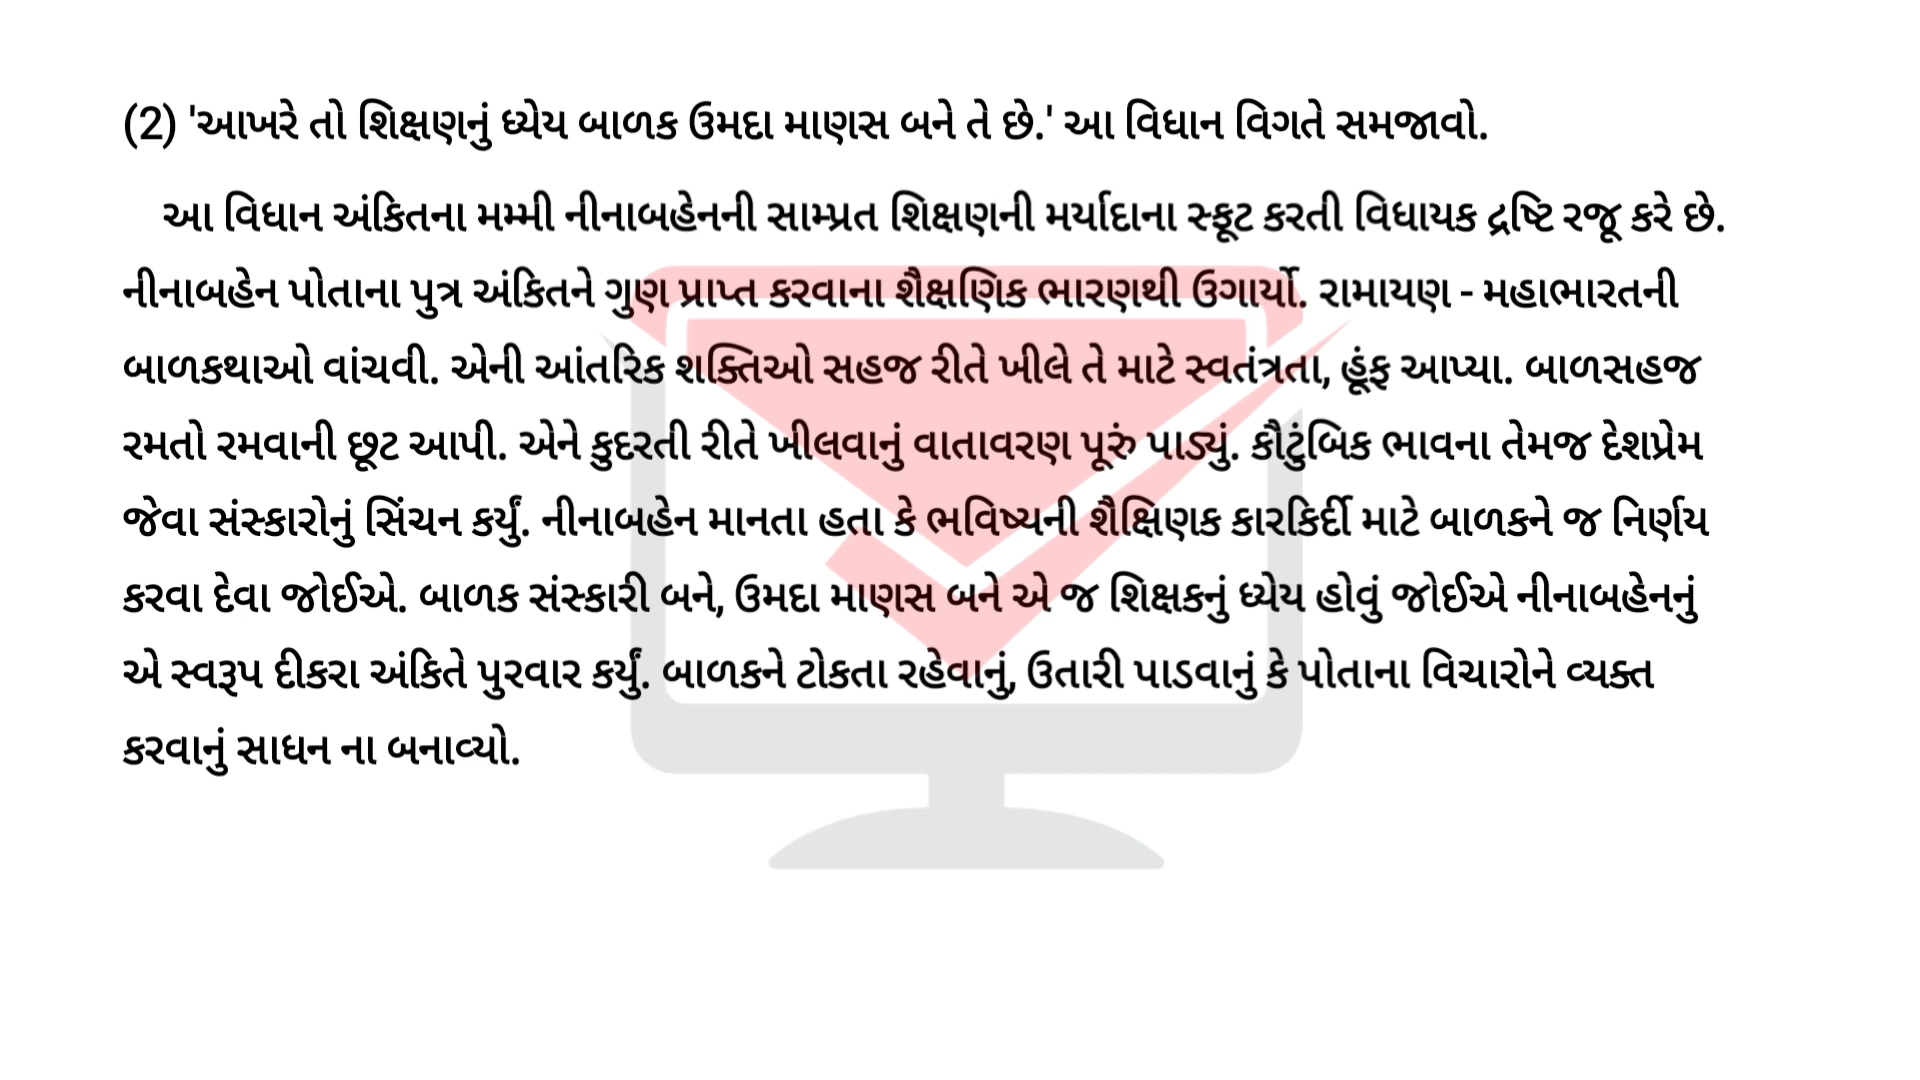 (2) 'આખરે તો શિક્ષણનું ધ્યેય બાળક ઉમદા માણસ બને તે છે.' આ વિધાન વિગતે સમજાવો.
આ વિધાન અંકિતના મમ્મી નીનાબહેનની સામ્પ્રત શિક્ષણની મર્યાદાના સ્ફૂટ કરતી વિધાયક દ્રષ્ટિ રજૂ કરે છે.
નીનાબહેન પોતાના પુત્ર અંકિતને ગુણ પ્રાપ્ત કરવાના શૈક્ષણિક ભારણથી ઉગાર્યો. રામાયણ - મહાભારતની
બાળકથાઓ વાંચવી. એની આંતરિક શક્તિઓ સહજ રીતે ખીલે તે માટે સ્વતંત્રતા, હૂંફ આપ્યા. બાળસહજ
રમતો રમવાની છૂટ આપી. એને કુદરતી રીતે ખીલવાનું વાતાવરણ પૂરું પાડ્યું. કૌટુંબિક ભાવના તેમજ દેશપ્રેમ
જેવા સંસ્કારોનું સિંચન કર્યું. નીનાબહેન માનતા હતા કે ભવિષ્યની શૈક્ષિણક કારકિર્દી માટે બાળકને જ નિર્ણય
કરવા દેવા જોઈએ. બાળક સંસ્કારી બને, ઉમદા માણસ બને એ જ શિક્ષકનું ધ્યેય હોવું જોઈએ નીનાબહેનનું
એ સ્વરૂપ દીકરા અંકિતે પુરવાર કર્યું. બાળકને ટોકતા રહેવાનું, ઉતારી પાડવાનું કે પોતાના વિચારોને વ્યક્ત
કરવાનું સાધન ના બનાવ્યો.